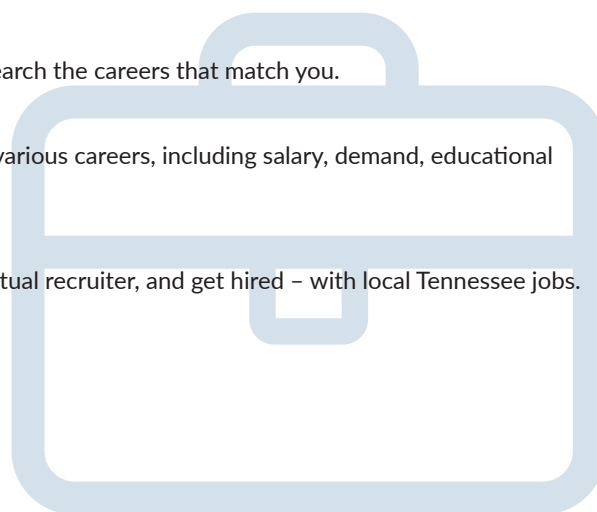 earch the careers that match you.
various careers, including salary, demand, educational
tual recruiter, and get hired – with local Tennessee jobs.